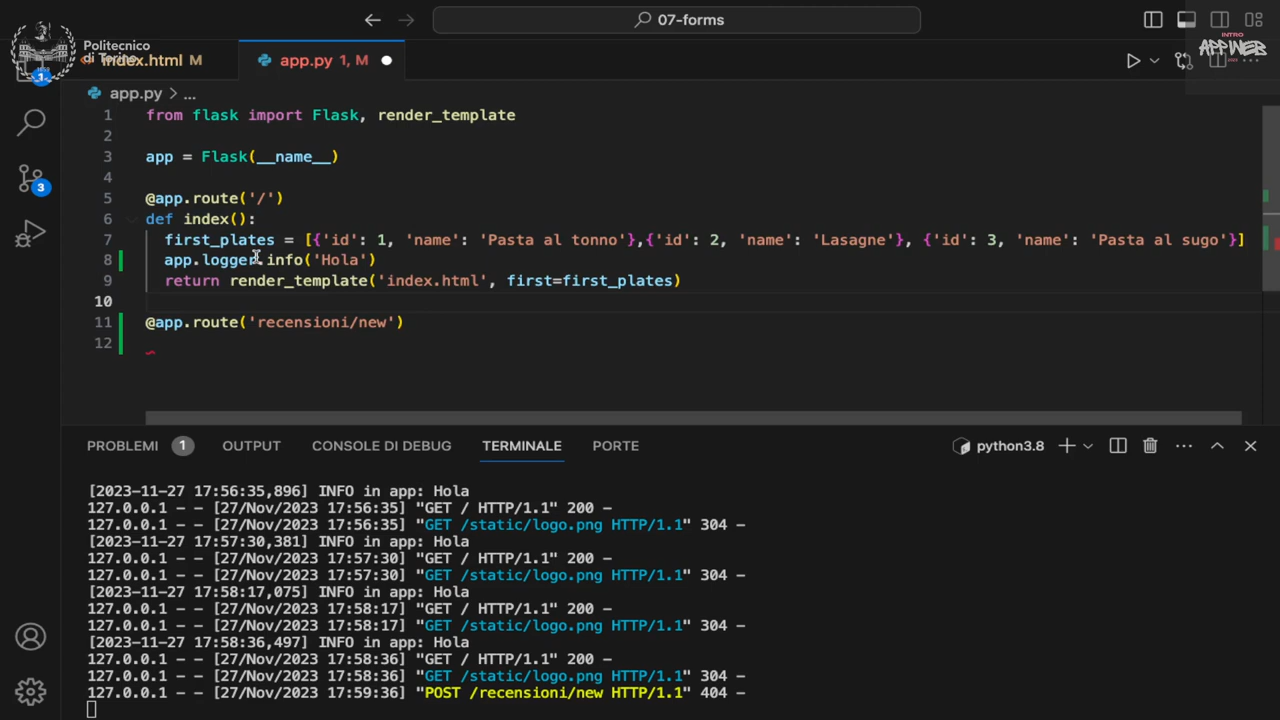 07-forms
Politecnico
di Torino
INTRO
APPIWEB
index.html M
app.py 1, M
app.py > ...
1 from flask import Flask, render_template
2
3 app = Flask(__name__)
4
5 @app.route('/')
6 def index():
7 first_plates = [{'id': 1, 'name': 'Pasta al tonno'},{'id': 2, 'name': 'Lasagne'}, {'id': 3, 'name': 'Pasta al sugo'}]
8 app.logger.info('Hola')
9 return render_template('index.html', first=first_plates)
10
11 @app.route('recensioni/new')
12
1
3
PROBLEMI 1 OUTPUT CONSOLE DI DEBUG TERMINALE PORTE python3.8
[2023-11-27 17:56:35,896] INFO in app: Hola
127.0.0.1 - - [27/Nov/2023 17:56:35] "GET / HTTP/1.1" 200 -
127.0.0.1 - - [27/Nov/2023 17:56:35] "GET /static/logo.png HTTP/1.1" 304 -
[2023-11-27 17:57:30,381] INFO in app: Hola
127.0.0.1 - - [27/Nov/2023 17:57:30] "GET / HTTP/1.1" 200 -
127.0.0.1 - - [27/Nov/2023 17:57:30] "GET /static/logo.png HTTP/1.1" 304 -
[2023-11-27 17:58:17,075] INFO in app: Hola
127.0.0.1 - - [27/Nov/2023 17:58:17] "GET / HTTP/1.1" 200 -
127.0.0.1 - - [27/Nov/2023 17:58:17] "GET /static/logo.png HTTP/1.1" 304 -
[2023-11-27 17:58:36,497] INFO in app: Hola
127.0.0.1 - - [27/Nov/2023 17:58:36] "GET / HTTP/1.1" 200 -
127.0.0.1 - - [27/Nov/2023 17:58:36] "GET /static/logo.png HTTP/1.1" 304 -
127.0.0.1 - - [27/Nov/2023 17:59:36] "POST /recensioni/new HTTP/1.1" 404 -